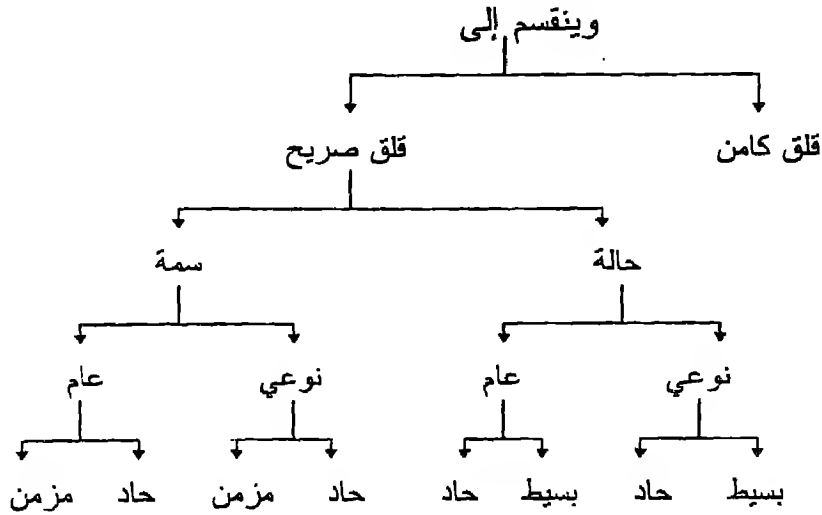 وينقسم إلى
قلق كامن قلق صريح
حالة سمة
نوعي عام نوعي عام
بسيط حاد بسيط حاد حاد مزمن حاد مزمن